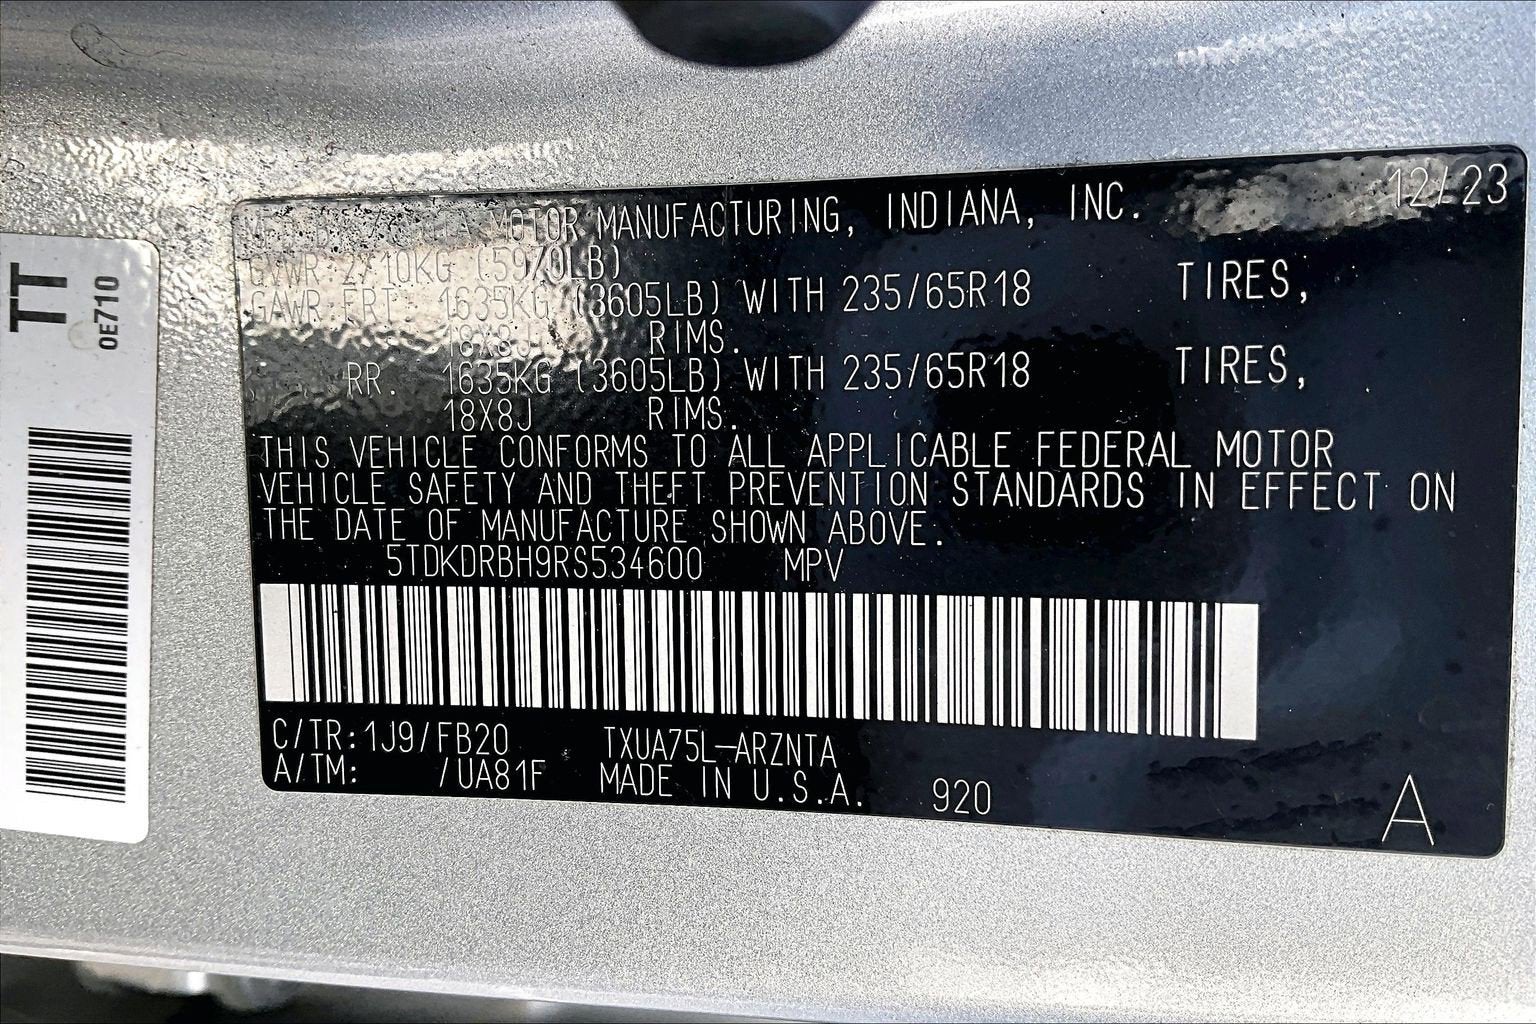 TT
0E710
MOTOR MANUFACTURING, INDIANA, INC. 12/23
GVWR 2710KG (5970LB)
GAWR FRT. 1635KG (3605LB) WITH 235/65R18 TIRES,
18X8J RIMS.
RR. 1635KG (3605LB) WITH 235/65R18 TIRES,
18X8J RIMS.
THIS VEHICLE CONFORMS TO ALL APPLICABLE FEDERAL MOTOR
VEHICLE SAFETY AND THEFT PREVENTION STANDARDS IN EFFECT ON
THE DATE OF MANUFACTURE SHOWN ABOVE.
5TDKDRBH9RS534600 MPV
C/TR:1J9/FB20 TXUA75L-ARZNTA
A/TM: /UA81F MADE IN U.S.A. 920 A